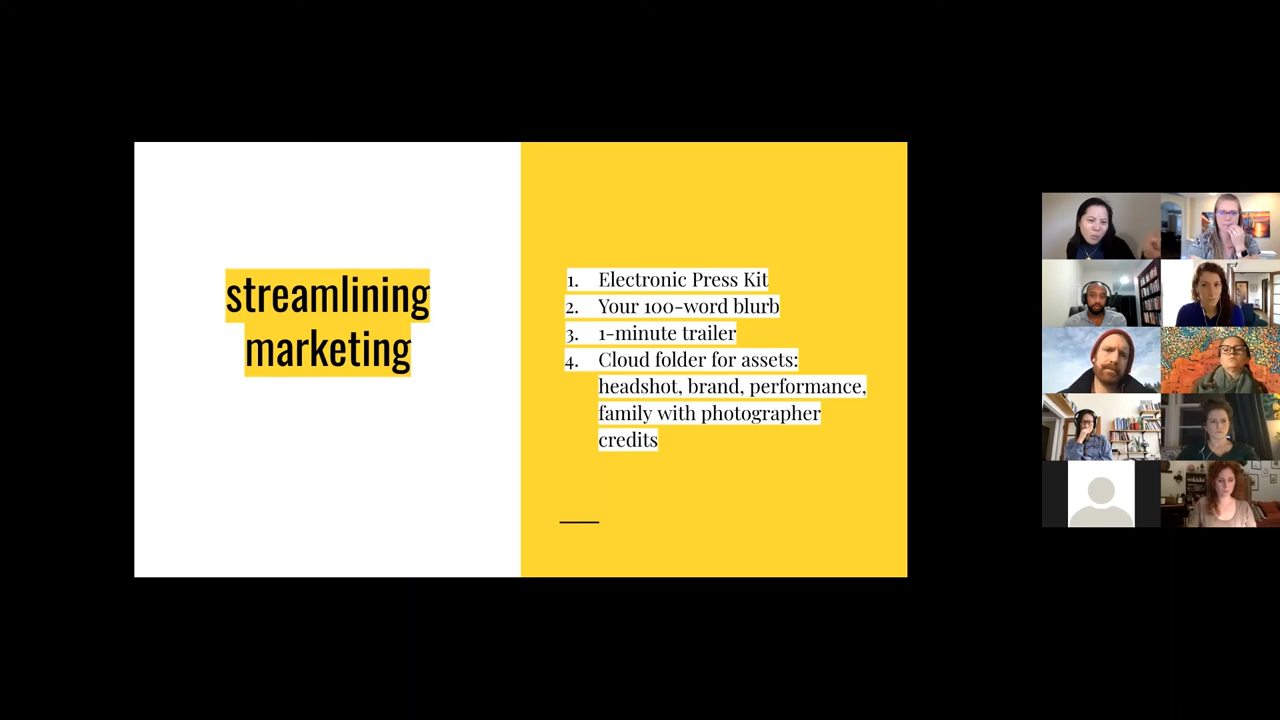 streamlining
marketing
1. Electronic Press Kit
2. Your 100-word blurb
3. 1-minute trailer
4. Cloud folder for assets:
headshot, brand, performance,
family with photographer
credits